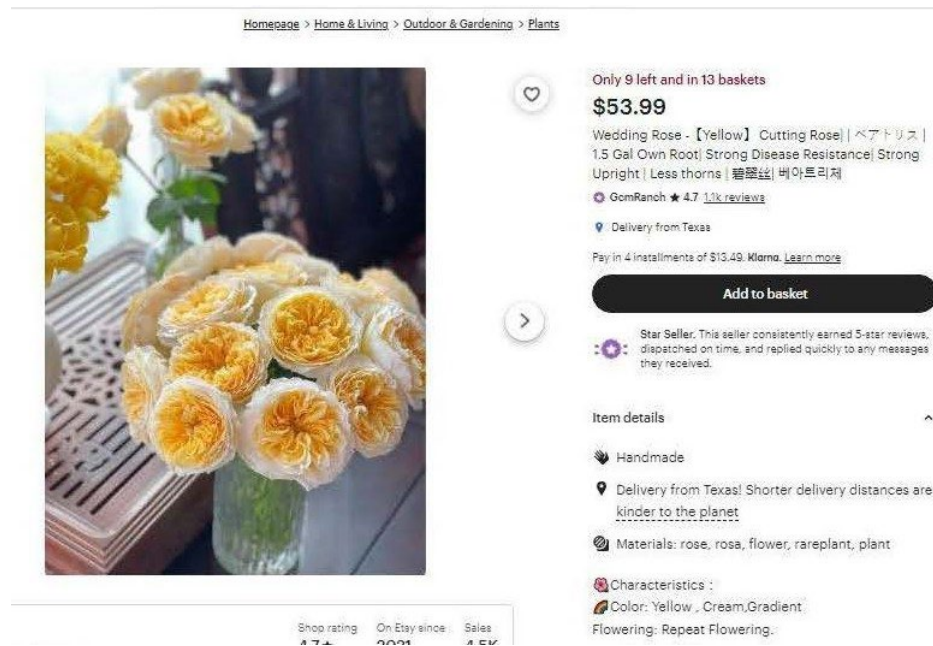 Homepage > Home & Living > Outdoor & Gardening > Plants
Only 9 left and in 13 baskets
$53.99
Wedding Rose -【Yellow】 Cutting Rose| | ベアトリス |
1.5 Gal Own Root| Strong Disease Resistance| Strong
Upright | Less thorns | 碧翠丝| 베아트리체
GcmRanch ★ 4.7 1.1k reviews
Delivery from Texas
Pay in 4 installments of $13.49. Klarna. Learn more
Add to basket
Star Seller. This seller consistently earned 5-star reviews,
dispatched on time, and replied quickly to any messages
they received.
Item details
Handmade
Delivery from Texas! Shorter delivery distances are
kinder to the planet
Materials: rose, rosa, flower, rareplant, plant
Characteristics :
Color: Yellow , Cream,Gradient
Flowering: Repeat Flowering.
Shop rating On Etsy since Sales
4.7★ 2021 4.5K